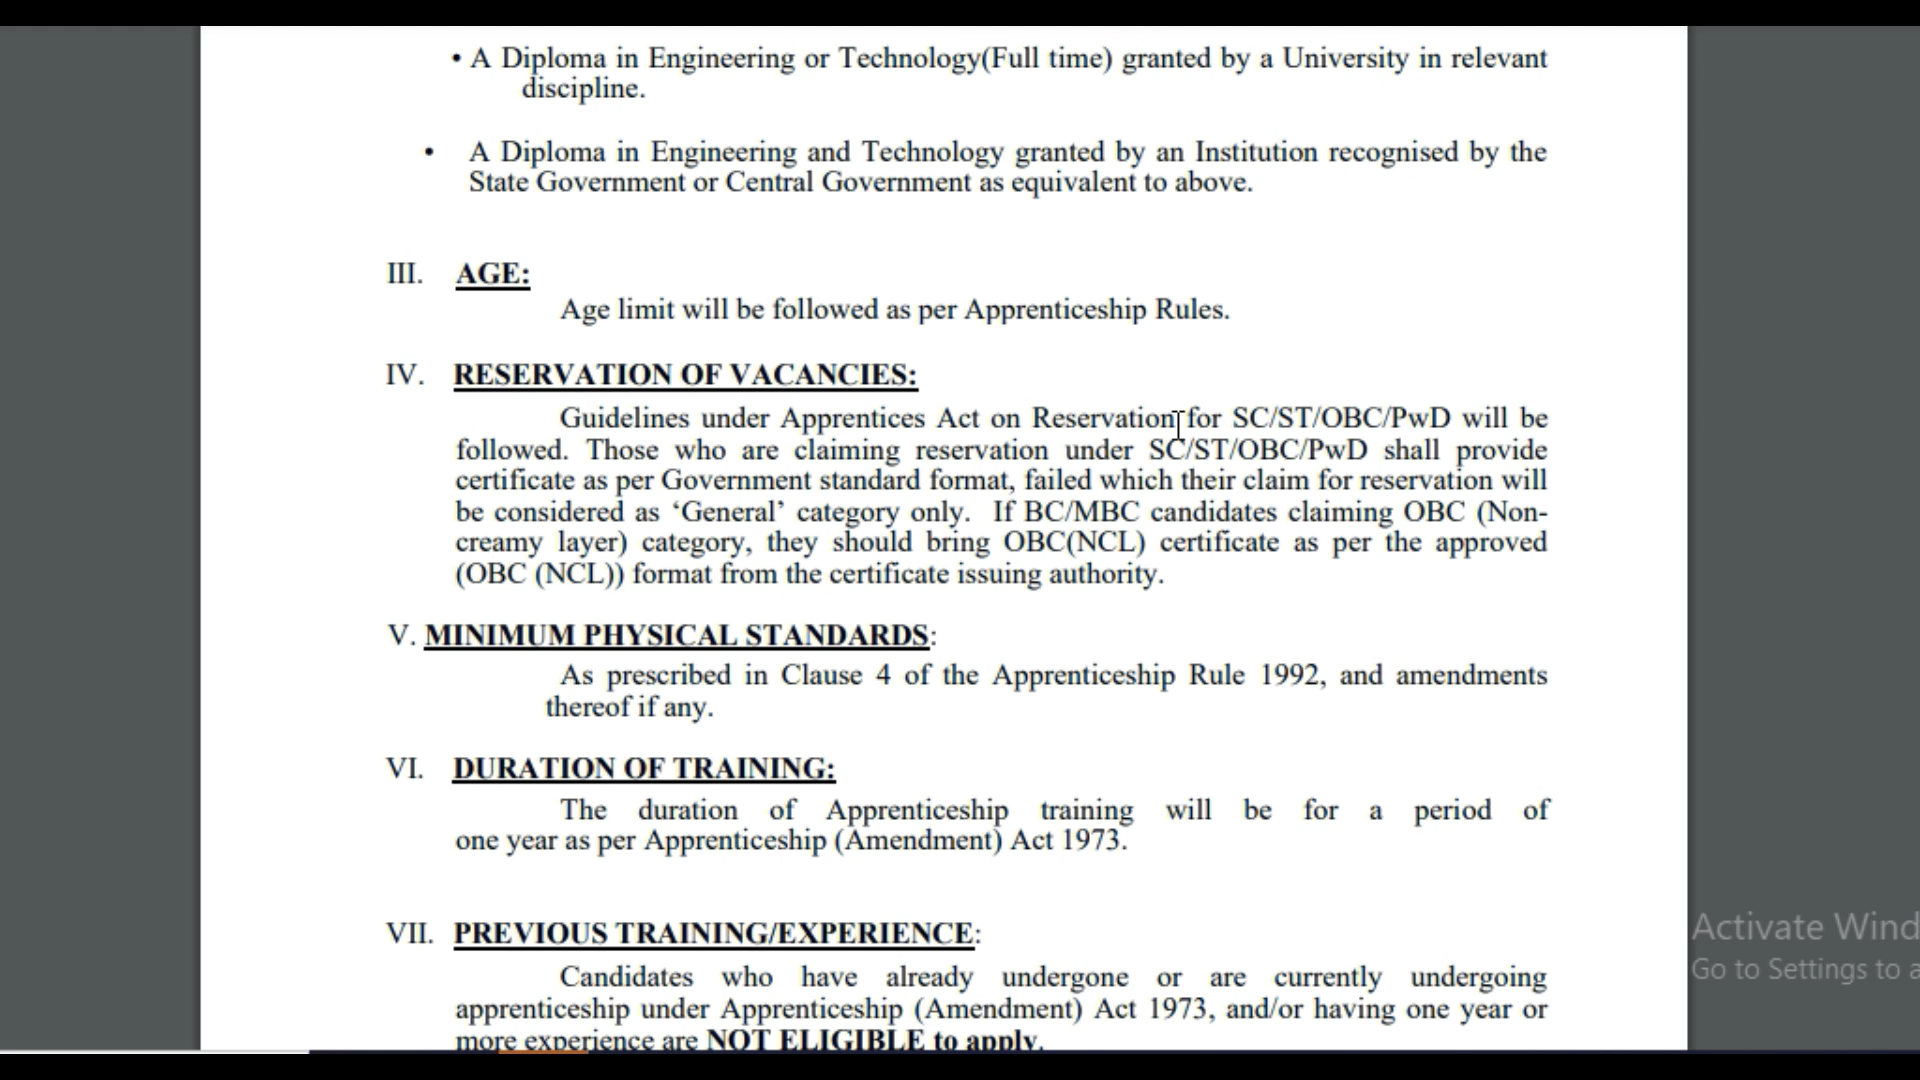 • A Diploma in Engineering or Technology(Full time) granted by a University in relevant
discipline.
• A Diploma in Engineering and Technology granted by an Institution recognised by the
State Government or Central Government as equivalent to above.
III. AGE:
Age limit will be followed as per Apprenticeship Rules.
IV. RESERVATION OF VACANCIES:
Guidelines under Apprentices Act on Reservation for SC/ST/OBC/PwD will be
followed. Those who are claiming reservation under SC/ST/OBC/PwD shall provide
certificate as per Government standard format, failed which their claim for reservation will
be considered as ‘General’ category only. If BC/MBC candidates claiming OBC (Non-
creamy layer) category, they should bring OBC(NCL) certificate as per the approved
(OBC (NCL)) format from the certificate issuing authority.
V. MINIMUM PHYSICAL STANDARDS:
As prescribed in Clause 4 of the Apprenticeship Rule 1992, and amendments
thereof if any.
VI. DURATION OF TRAINING:
The duration of Apprenticeship training will be for a period of
one year as per Apprenticeship (Amendment) Act 1973.
VII. PREVIOUS TRAINING/EXPERIENCE:
Candidates who have already undergone or are currently undergoing
apprenticeship under Apprenticeship (Amendment) Act 1973, and/or having one year or
more experience are NOT ELIGIBLE to apply.
Activate Wind
Go to Settings to a